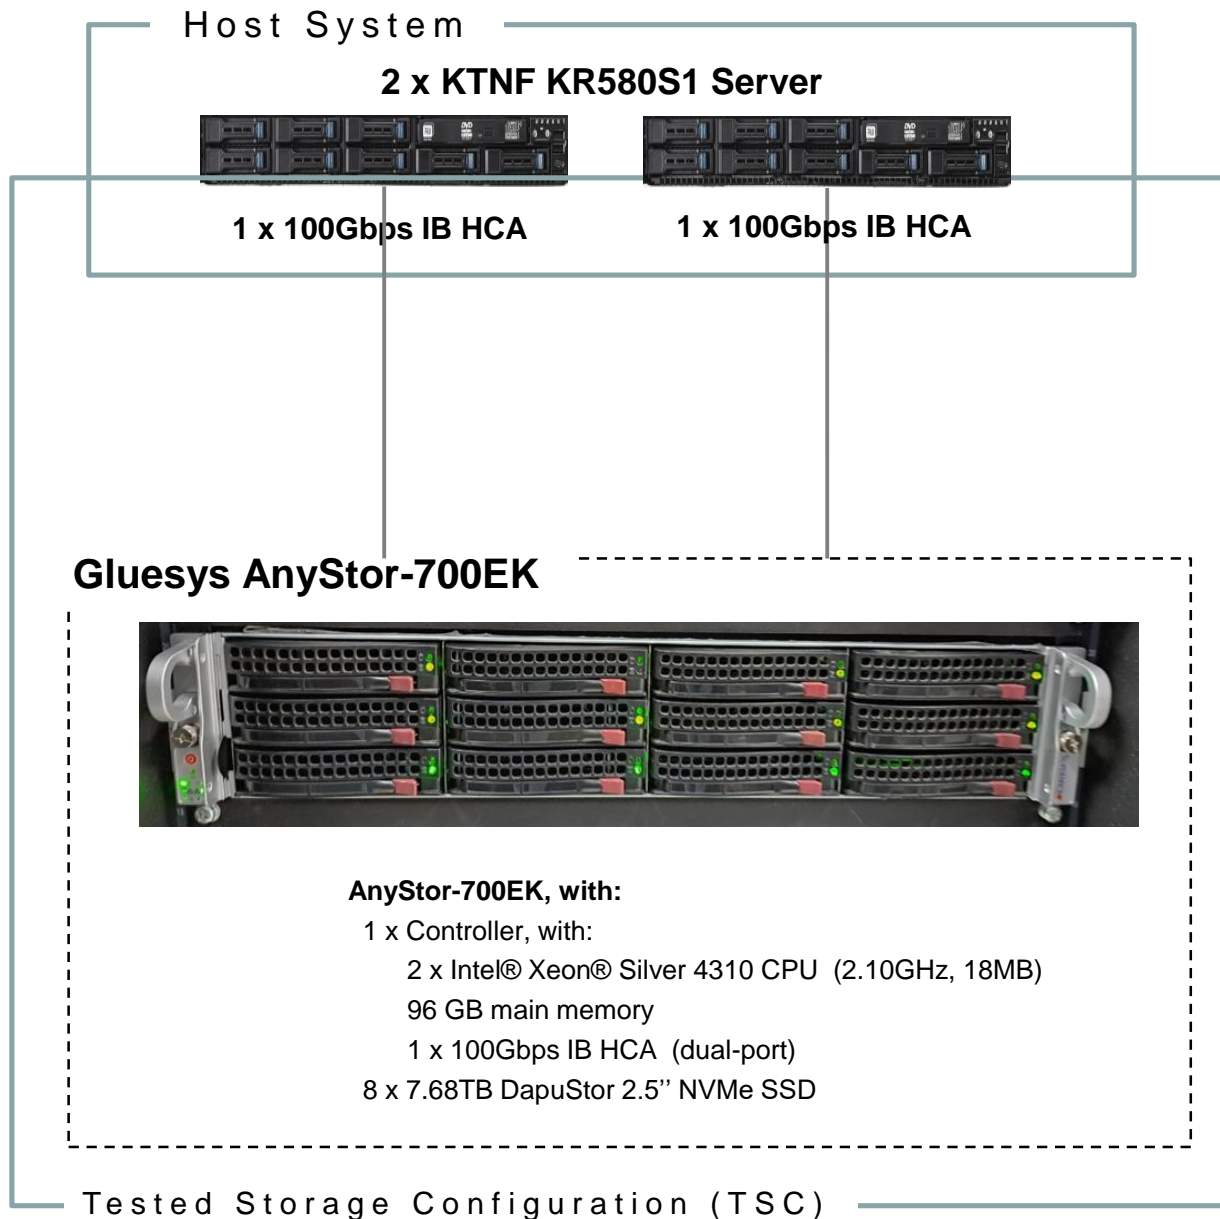 Host System
2 x KTNF KR580S1 Server
1 x 100Gbps IB HCA
1 x 100Gbps IB HCA
Gluesys AnyStor-700EK
AnyStor-700EK, with:
1 x Controller, with:
2 x Intel® Xeon® Silver 4310 CPU (2.10GHz, 18MB)
96 GB main memory
1 x 100Gbps IB HCA (dual-port)
8 x 7.68TB DapuStor 2.5’’ NVMe SSD
Tested Storage Configuration (TSC)